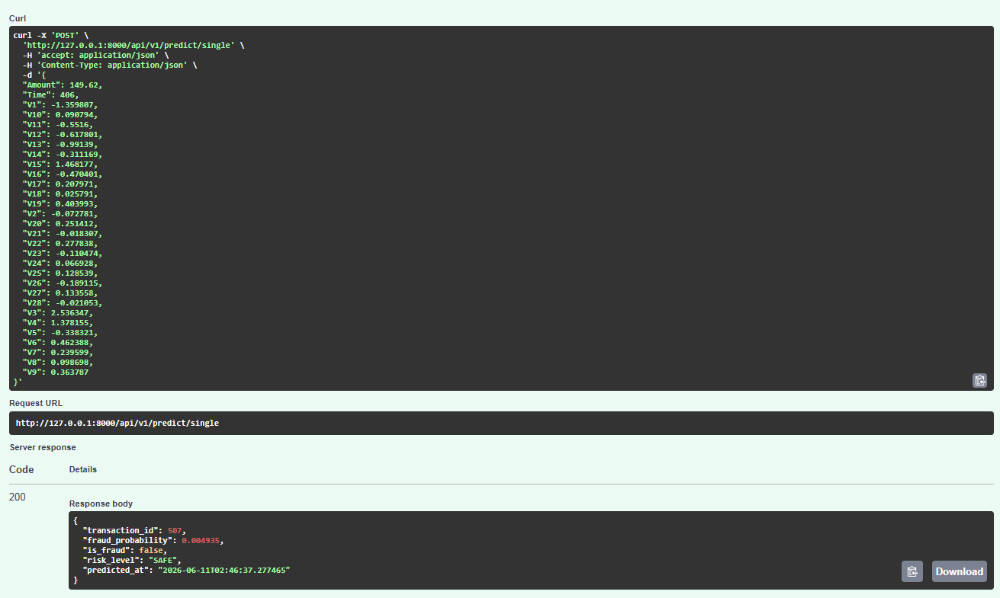 Curl
curl -X 'POST' \
  'http://127.0.0.1:8000/api/v1/predict/single' \
  -H 'accept: application/json' \
  -H 'Content-Type: application/json' \
  -d '{
  "Amount": 149.62,
  "Time": 406,
  "V1": -1.359807,
  "V10": 0.090794,
  "V11": -0.5516,
  "V12": -0.617801,
  "V13": -0.99139,
  "V14": -0.311169,
  "V15": 1.468177,
  "V16": -0.470401,
  "V17": 0.207971,
  "V18": 0.025791,
  "V19": 0.403993,
  "V2": -0.072781,
  "V20": 0.251412,
  "V21": -0.018307,
  "V22": 0.277838,
  "V23": -0.110474,
  "V24": 0.066928,
  "V25": 0.128539,
  "V26": -0.189115,
  "V27": 0.133558,
  "V28": -0.021053,
  "V3": 2.536347,
  "V4": 1.378155,
  "V5": -0.338321,
  "V6": 0.462388,
  "V7": 0.239599,
  "V8": 0.098698,
  "V9": 0.363787
}'
Request URL
http://127.0.0.1:8000/api/v1/predict/single
Server response
Code Details
200
Response body
{
  "transaction_id": 507,
  "fraud_probability": 0.004935,
  "is_fraud": false,
  "risk_level": "SAFE",
  "predicted_at": "2026-06-11T02:46:37.277465"
}
Download